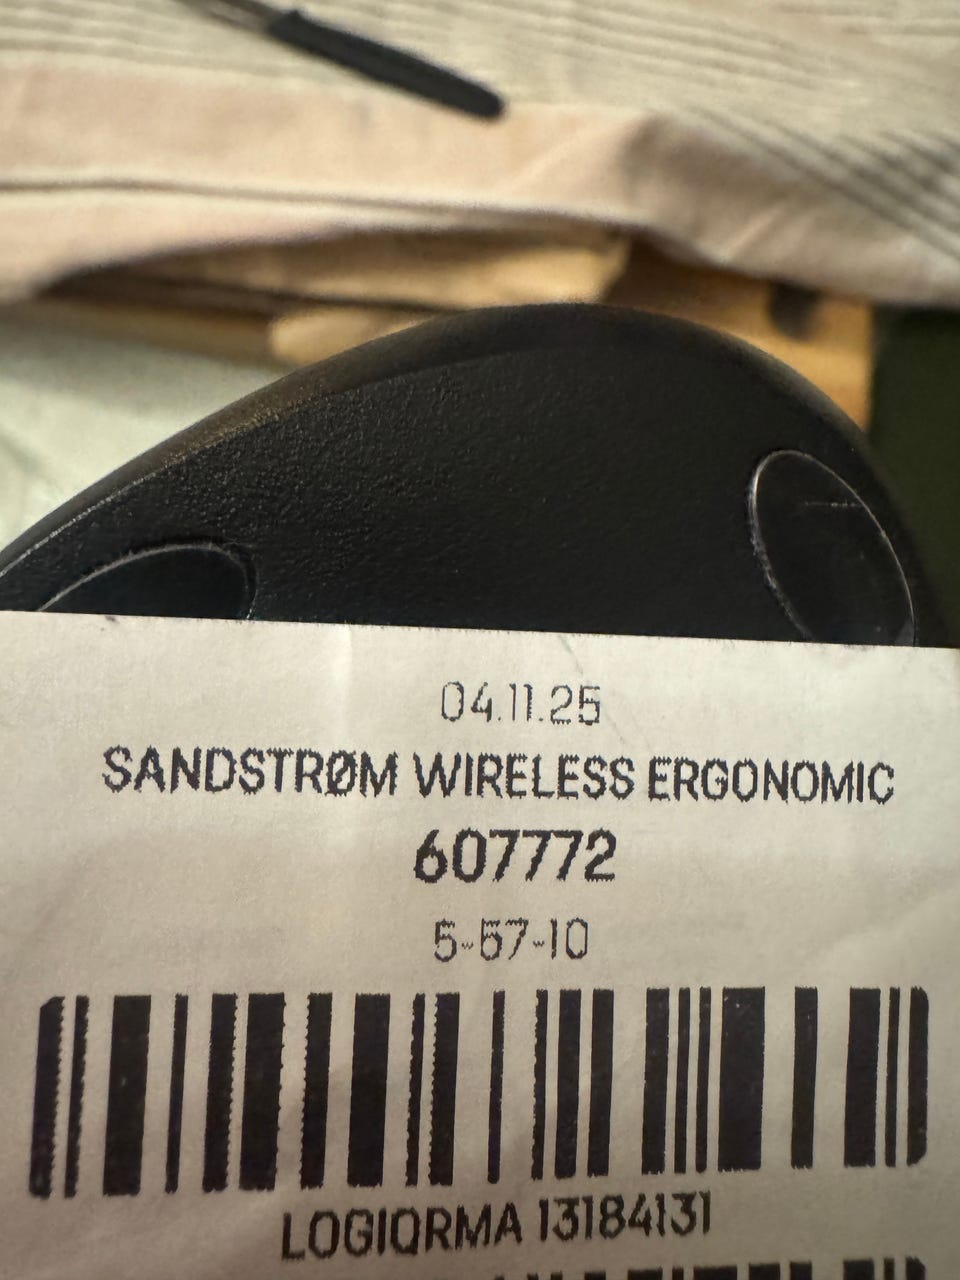 04.11.25
SANDSTRØM WIRELESS ERGONOMIC
607772
5-57-10
LOGIQRMA 13184131